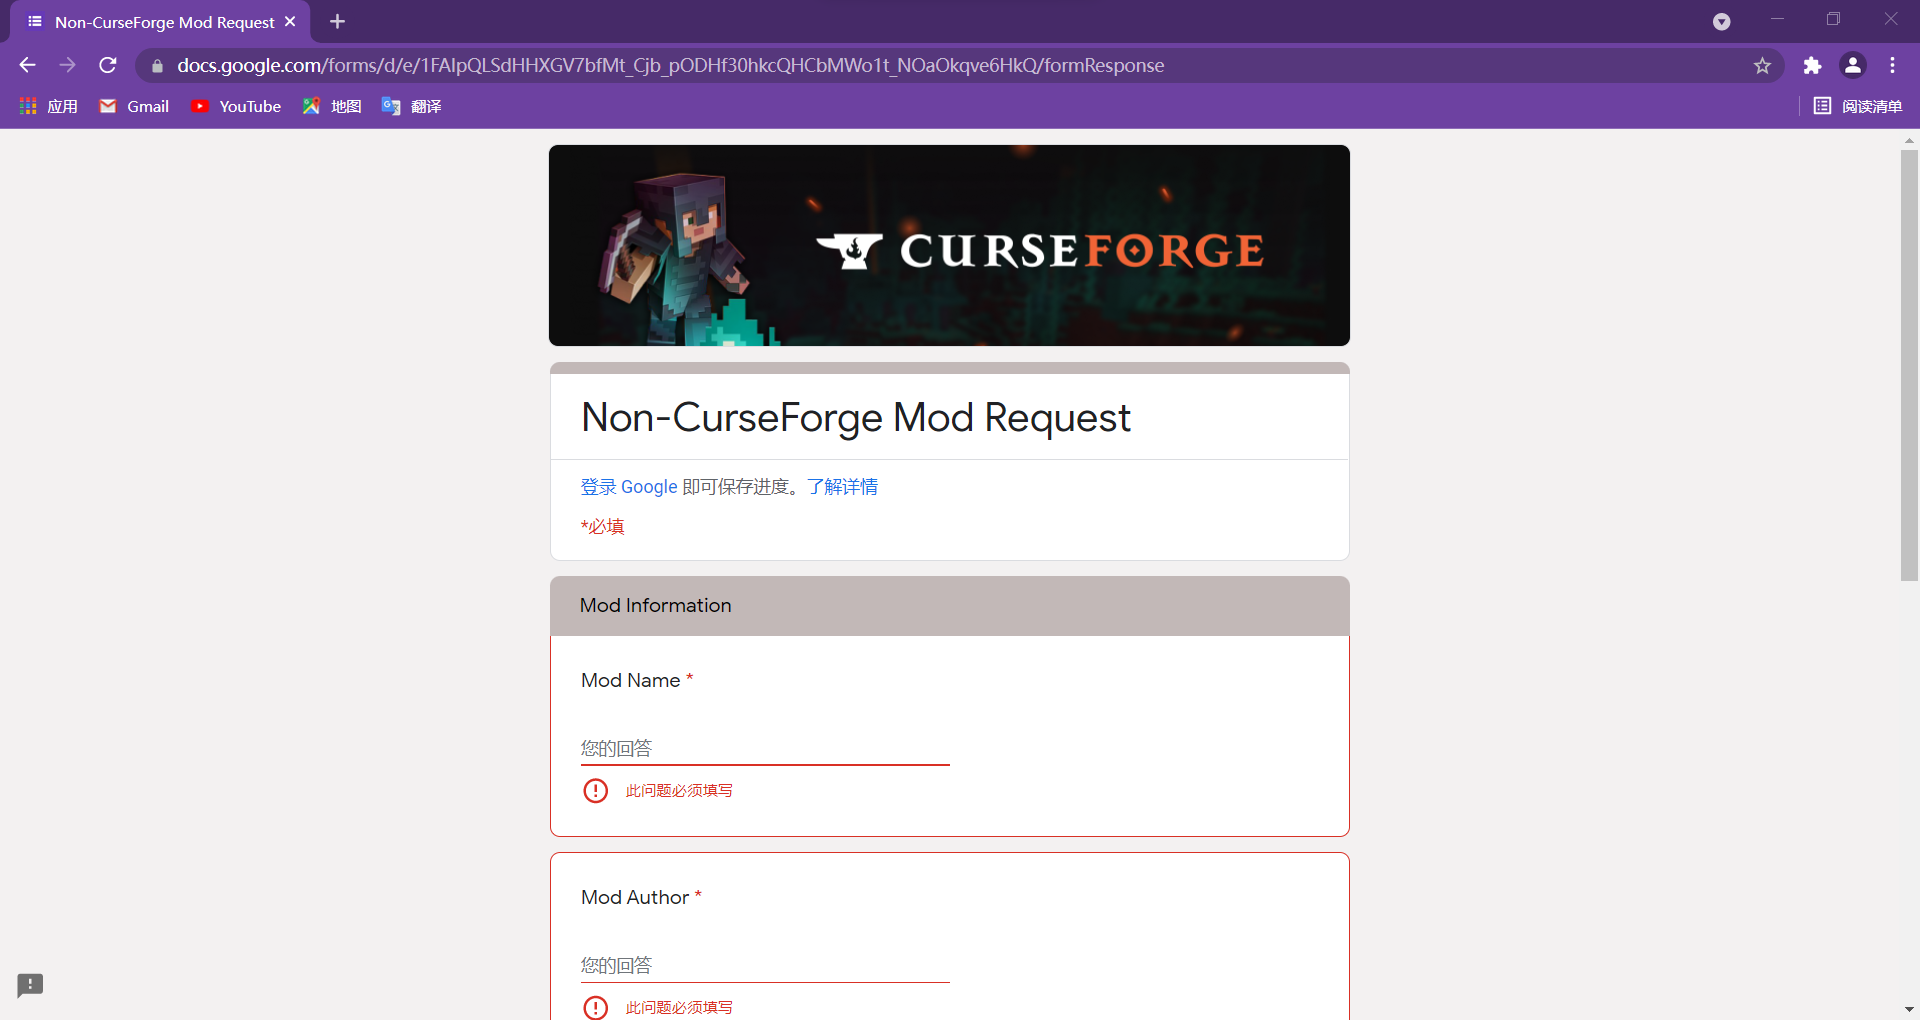 Non-CurseForge Mod Request
docs.google.com/forms/d/e/1FAIpQLSdHHXGV7bfMt_Cjb_pODHf30hkcQHCbMWo1t_NOaOkqve6HkQ/formResponse
应用 Gmail YouTube 地图 翻译 阅读清单
CURSEFORGE
Non-CurseForge Mod Request
登录 Google 即可保存进度。了解详情
*必填
Mod Information
Mod Name *
您的回答
此问题必须填写
Mod Author *
您的回答
此问题必须填写